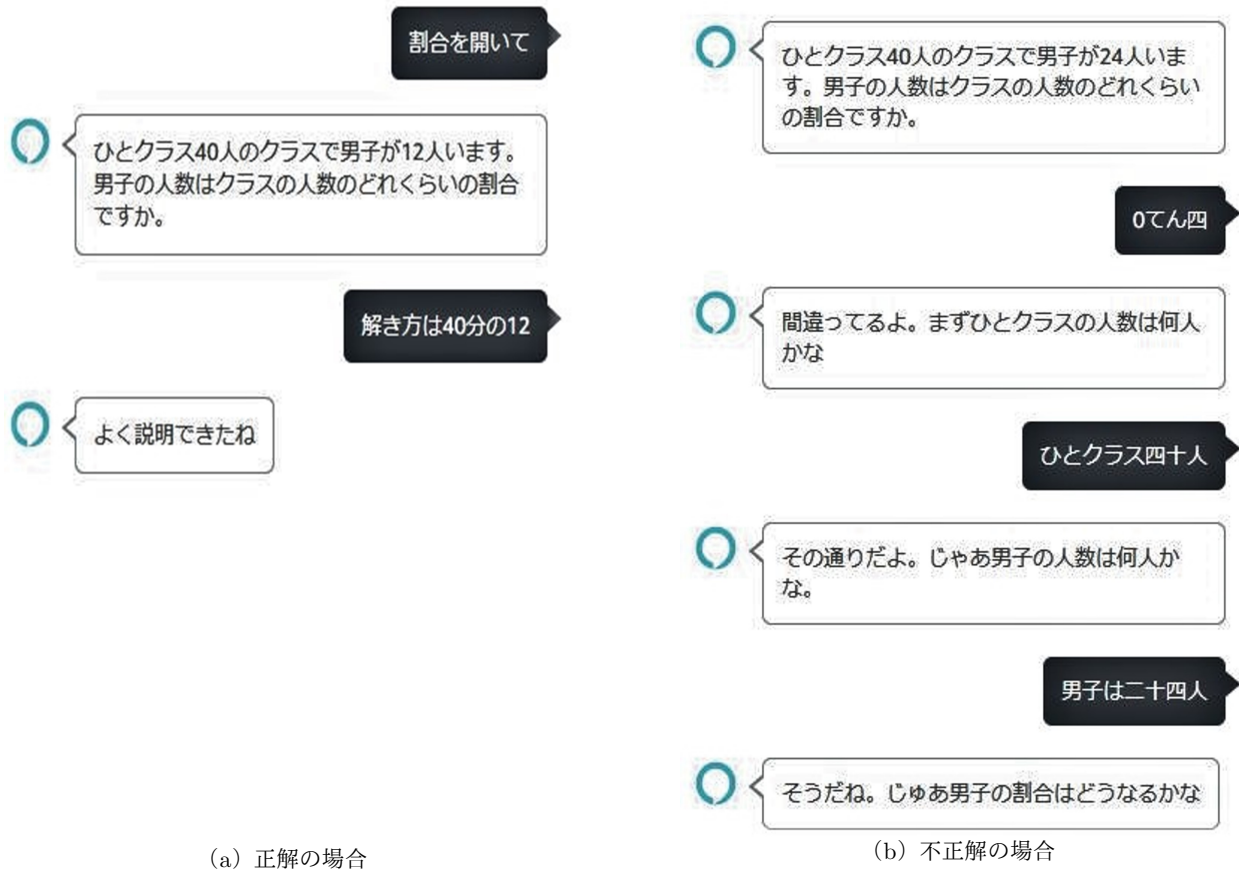 割合を開いて
ひとクラス40人のクラスで男子が12人います。
男子の人数はクラスの人数のどれくらいの割合
ですか。
解き方は40分の12
よく説明できたね
(a) 正解の場合
ひとクラス40人のクラスで男子が24人いま
す。男子の人数はクラスの人数のどれくらい
の割合ですか。
0てん四
間違ってるよ。まずひとクラスの人数は何人
かな
ひとクラス四十人
その通りだよ。じゃあ男子の人数は何人か
な。
男子は二十四人
そうだね。じゅあ男子の割合はどうなるかな
(b) 不正解の場合